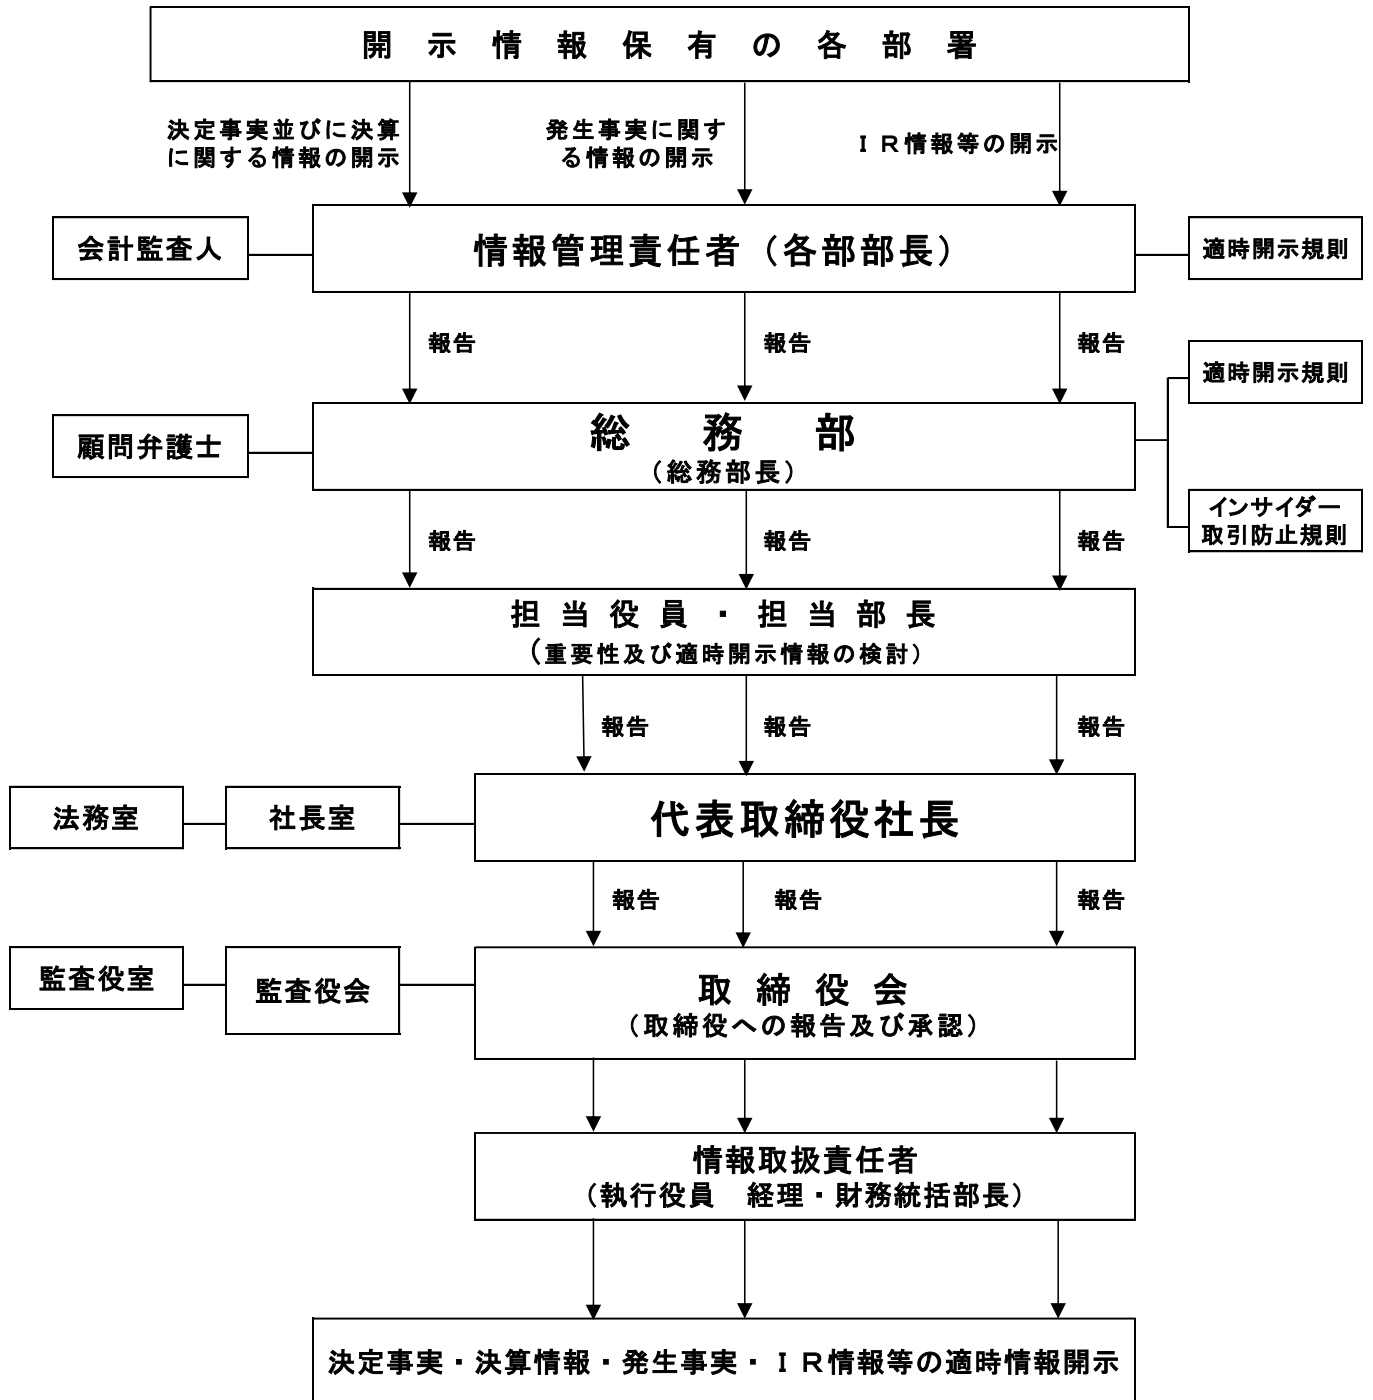 開示情報保有の各部署
決定事実並びに決算
に関する情報の開示
発生事実に関す
る情報の開示
ＩＲ情報等の開示
会計監査人
情報管理責任者（各部部長）
適時開示規則
報告
報告
報告
適時開示規則
顧問弁護士
総務部
（総務部長）
インサイダー
取引防止規則
報告
報告
報告
担当役員・担当部長
（重要性及び適時開示情報の検討）
報告
報告
報告
法務室
社長室
代表取締役社長
報告
報告
報告
監査役室
監査役会
取締役会
（取締役への報告及び承認）
情報取扱責任者
（執行役員　経理・財務統括部長）
決定事実・決算情報・発生事実・ＩＲ情報等の適時情報開示